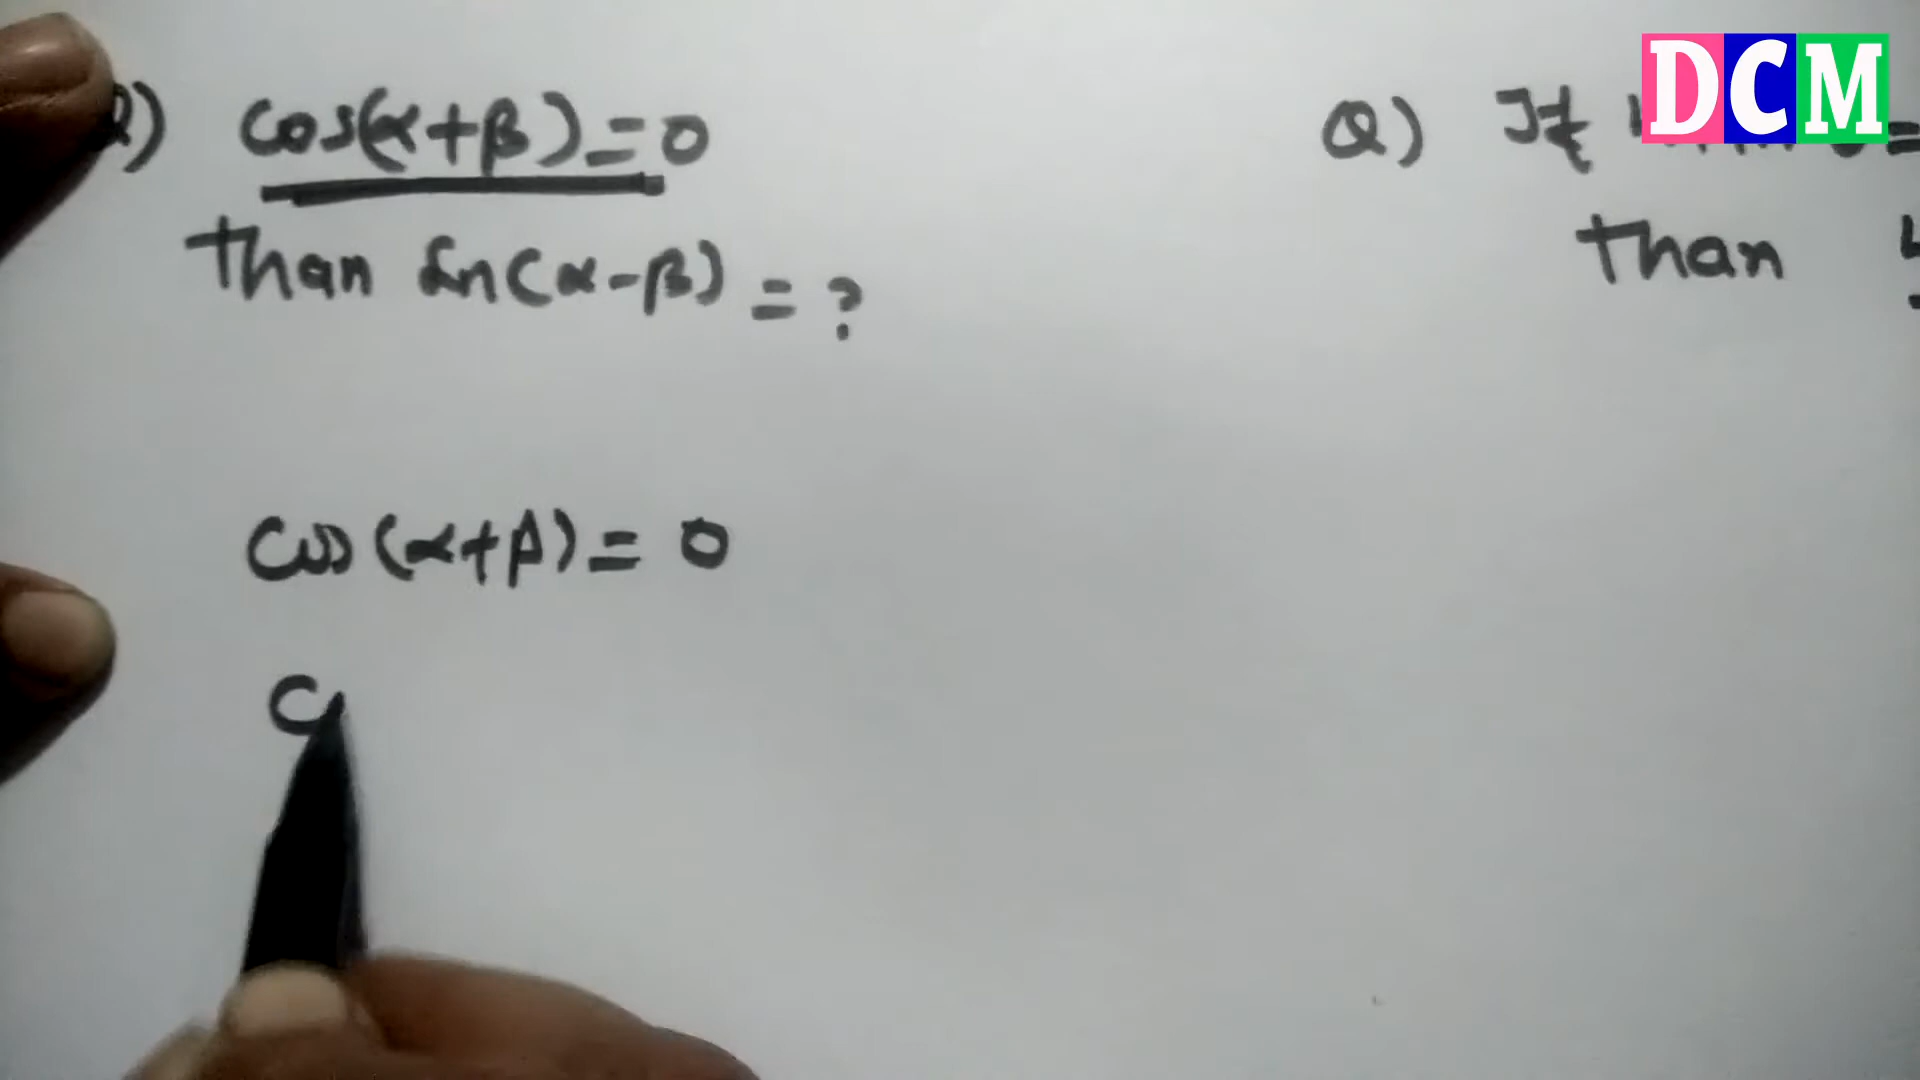 cos(α+β)=0
Than Sin(α-β) = ?
cos(α+β)= 0
C
DCM
Q) If
Than